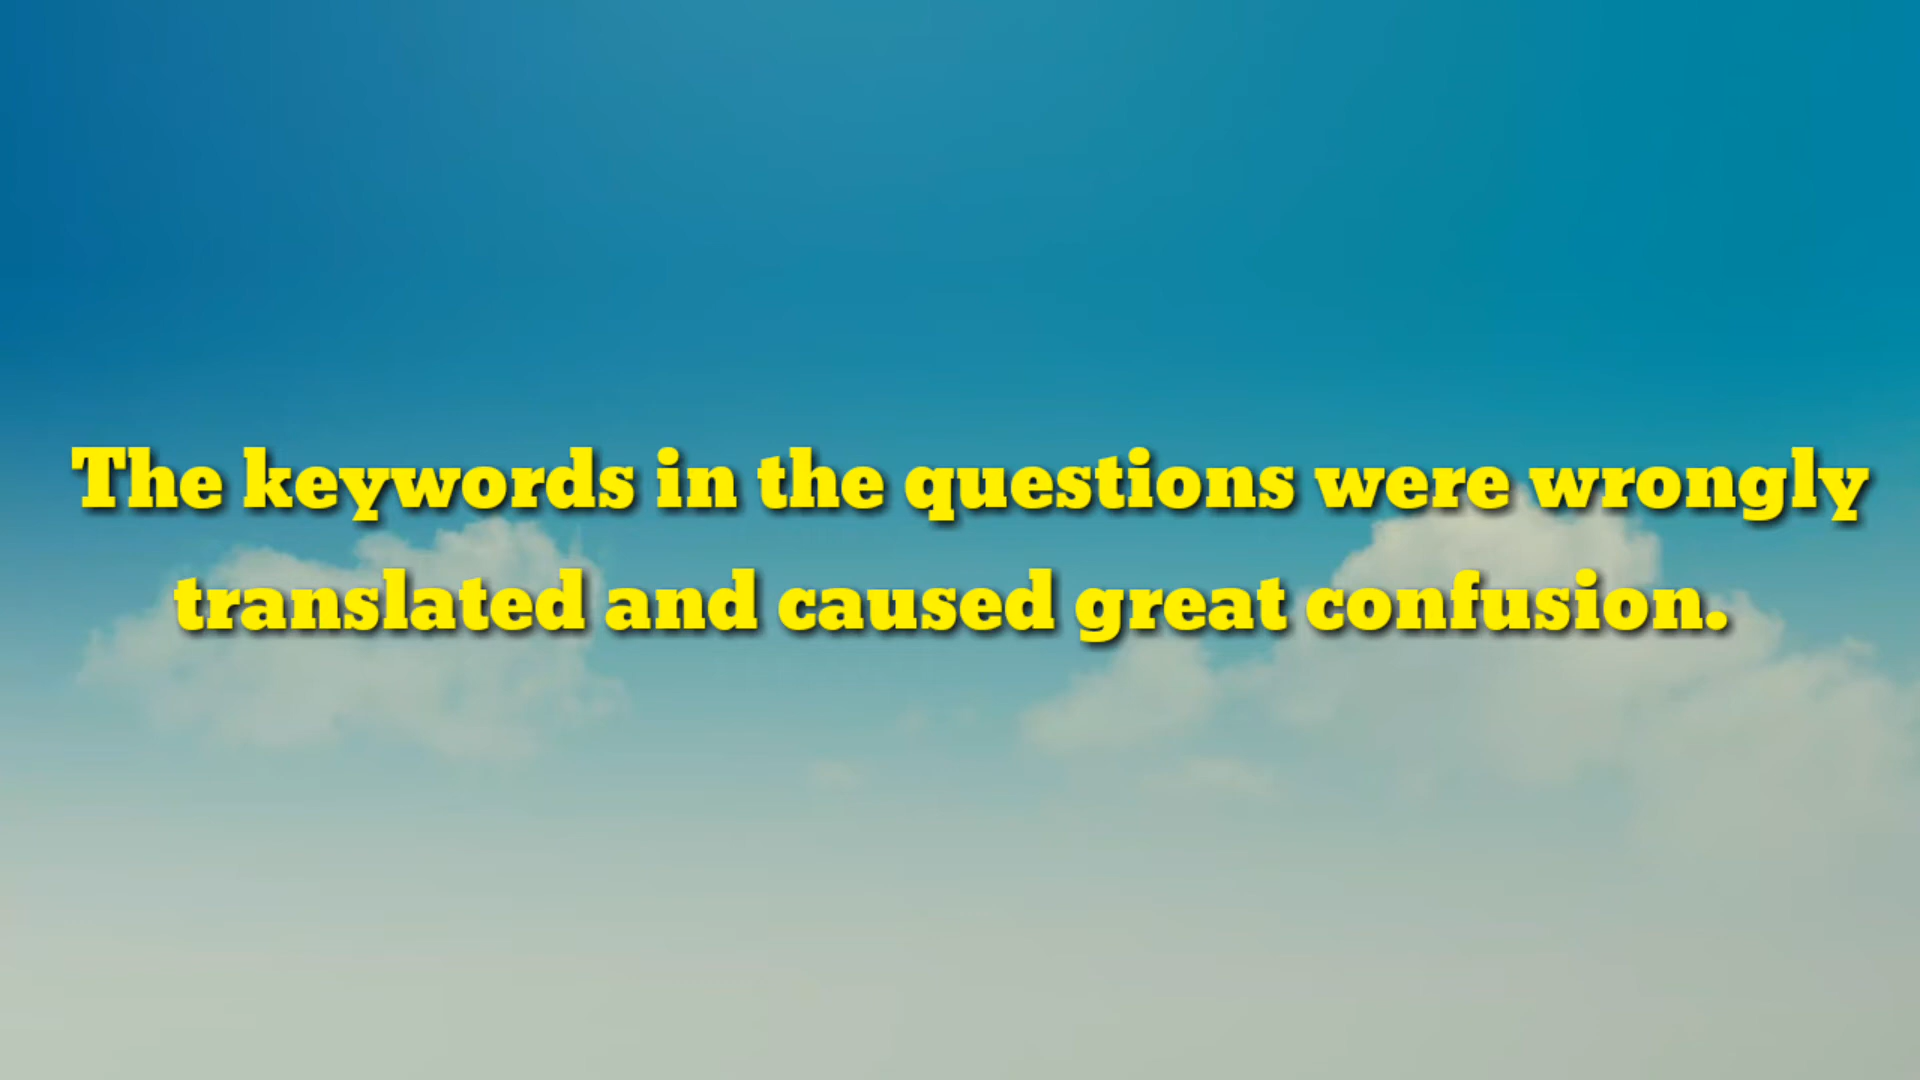 The keywords in the questions were wrongly
translated and caused great confusion.